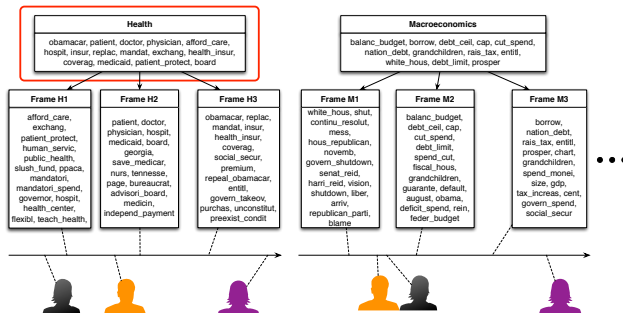 Health
obamacar, patient, doctor, physician, afford_care,
hospit, insur, replac, mandat, exchang, health_insur,
coverag, medicaid, patient_protect, board
Macroeconomics
balanc_budget, borrow, debt_ceil, cap, cut_spend,
nation_debt, grandchildren, rais_tax, entitl,
white_hous, debt_limit, prosper
Frame H1
afford_care,
exchang,
patient_protect,
human_servic,
public_health,
slush_fund, ppaca,
mandatori,
mandatori_spend,
governor, hospit,
health_center,
flexibl, teach_health,
Frame H2
patient, doctor,
physician, hospit,
medicaid, board,
georgia,
save_medicar,
nurs, tennesse,
page, bureaucrat,
advisori_board,
medicin,
independ_payment
Frame H3
obamacar, replac,
mandat, insur,
health_insur,
coverag,
social_secur,
premium,
repeal_obamacar,
entitl,
govern_takeov,
purchas, unconstitut,
preexist_condit
Frame M1
white_hous, shut,
continu_resolut,
mess,
hous_republican,
novemb,
govern_shutdown,
senat_reid,
harri_reid, vision,
shutdown, liber,
arriv,
republican_parti,
blame
Frame M2
balanc_budget,
debt_ceil, cap,
cut_spend,
debt_limit,
spend_cut,
fiscal_hous,
grandchildren,
guarante, default,
august, obama,
deficit_spend, rein,
feder_budget
Frame M3
borrow,
nation_debt,
rais_tax, entitl,
prosper, chart,
grandchildren,
spend_monei,
size, gdp,
tax_increas, cent,
govern_spend,
social_secur